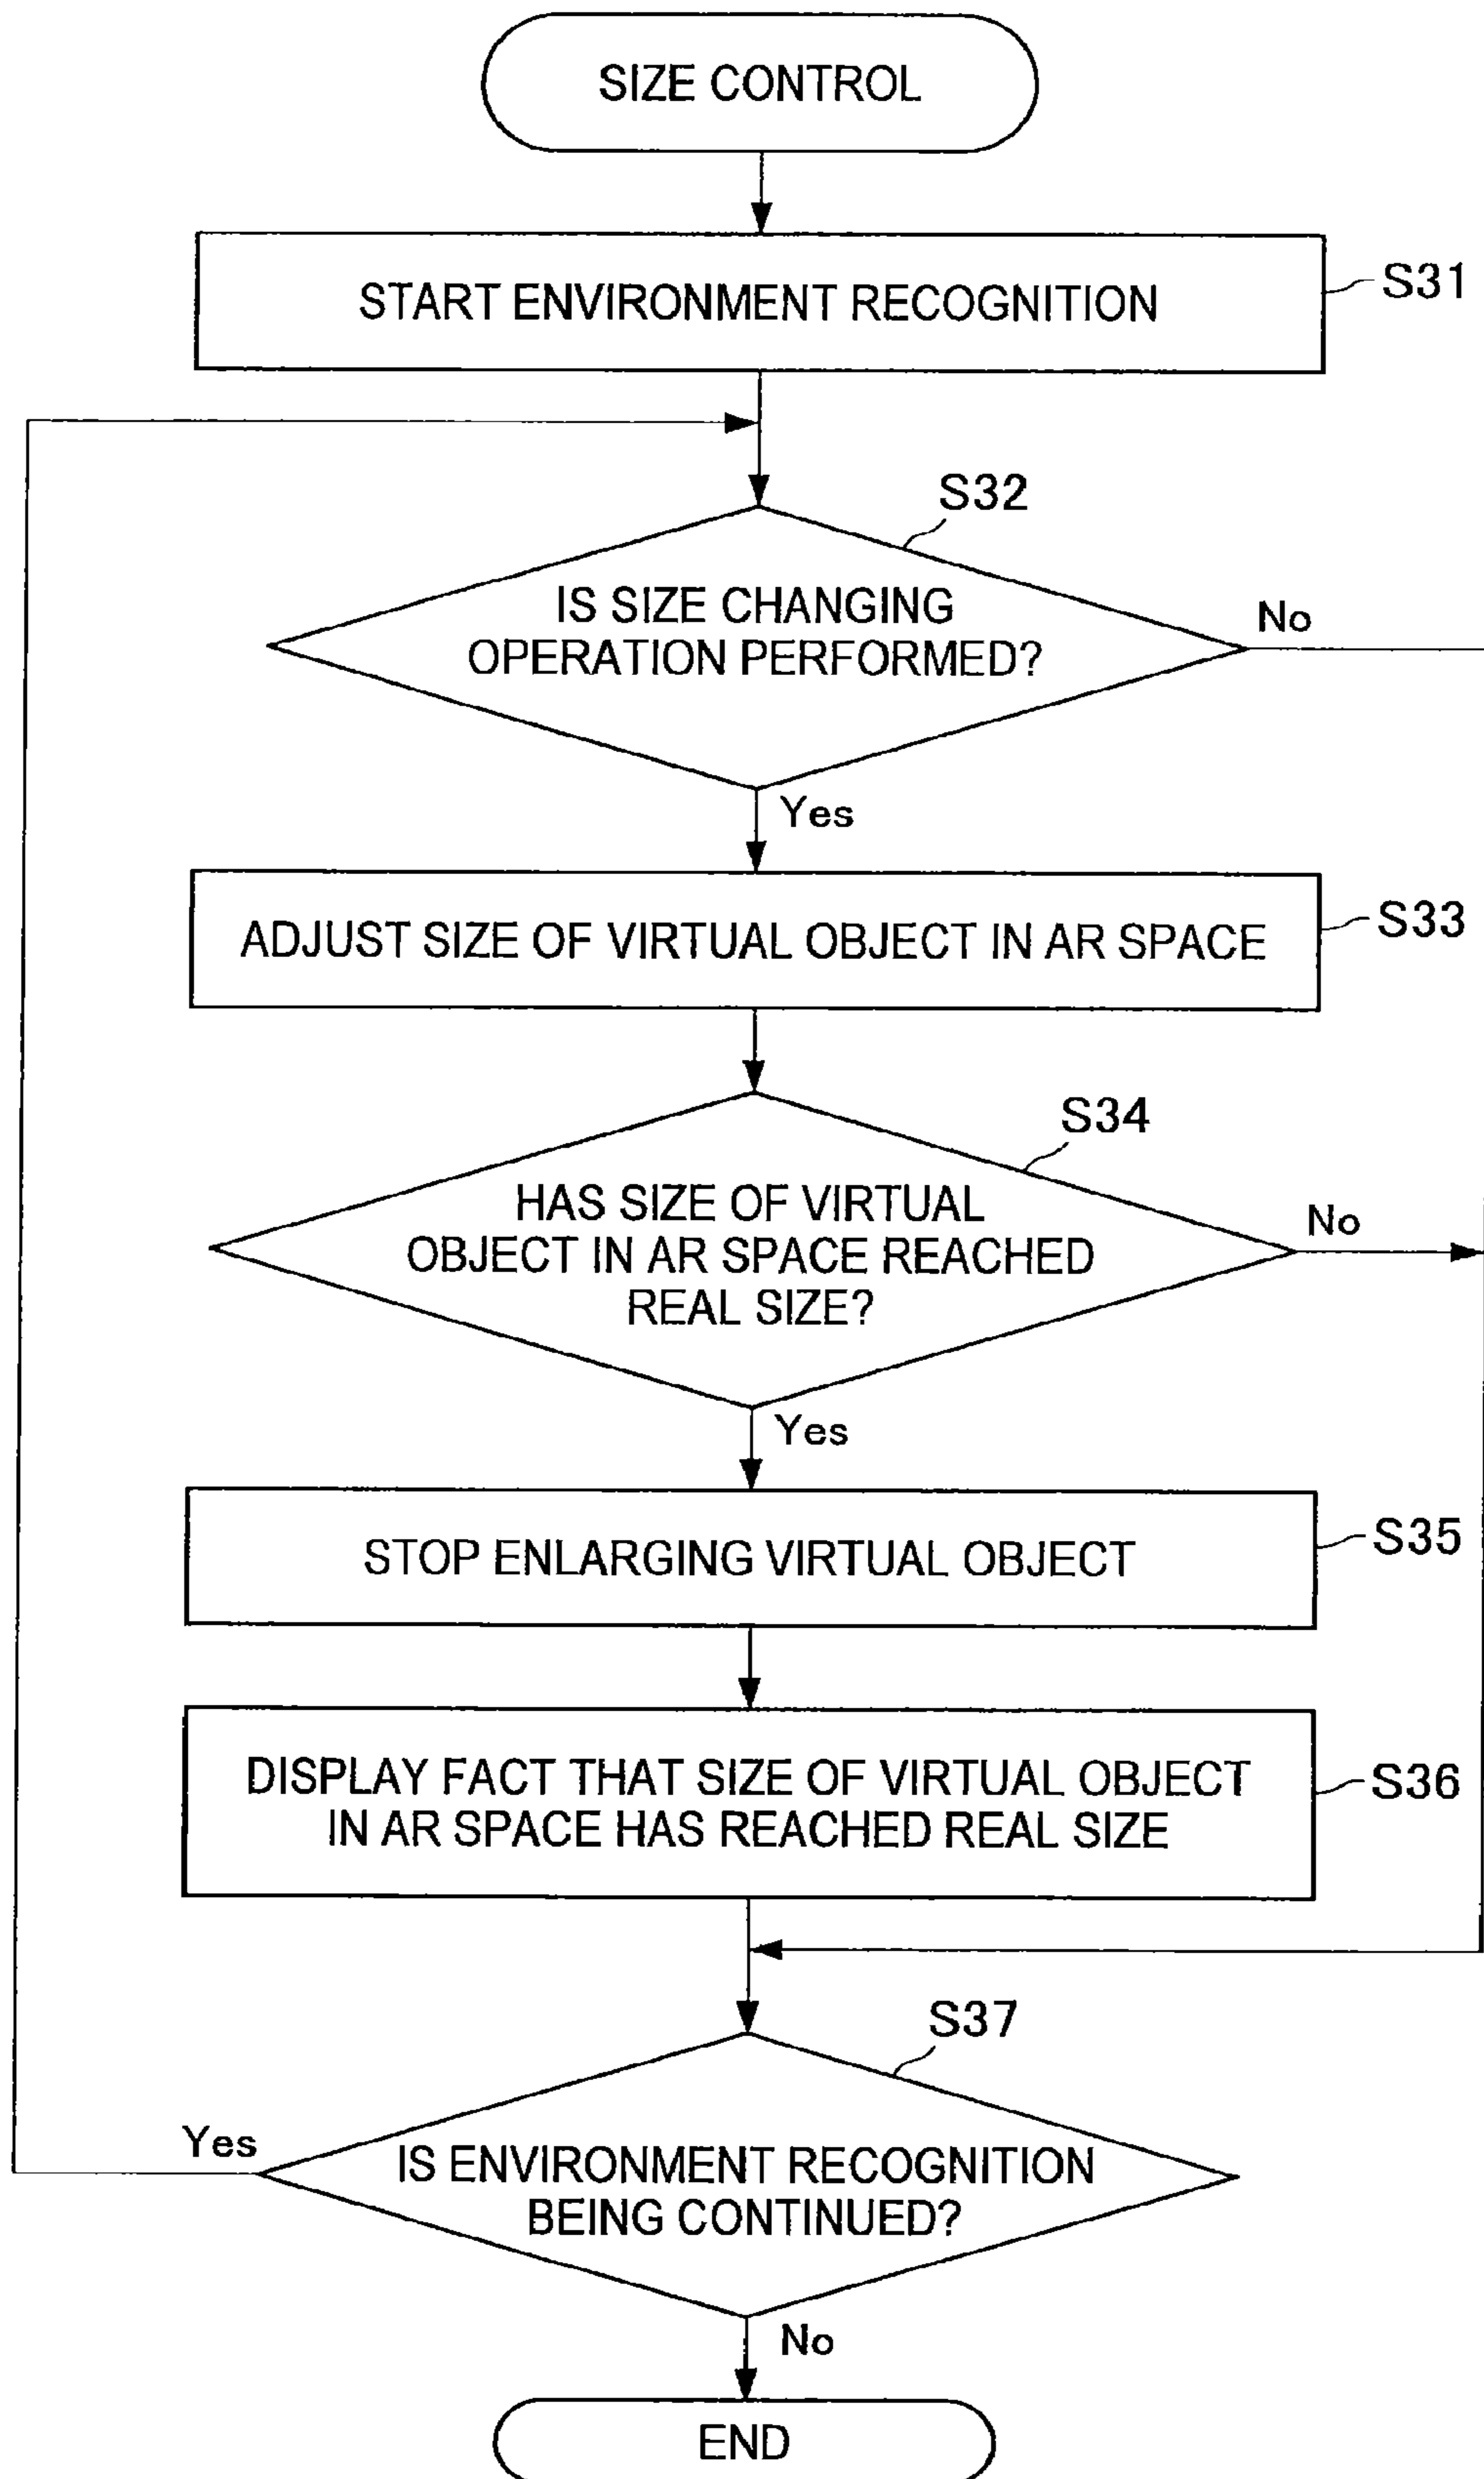 SIZE CONTROL
START ENVIRONMENT RECOGNITION
S31
S32
IS SIZE CHANGING
OPERATION PERFORMED?
No
Yes
ADJUST SIZE OF VIRTUAL OBJECT IN AR SPACE
S33
S34
HAS SIZE OF VIRTUAL
OBJECT IN AR SPACE REACHED
REAL SIZE?
No
Yes
STOP ENLARGING VIRTUAL OBJECT
S35
DISPLAY FACT THAT SIZE OF VIRTUAL OBJECT
IN AR SPACE HAS REACHED REAL SIZE
S36
S37
Yes
IS ENVIRONMENT RECOGNITION
BEING CONTINUED?
No
END